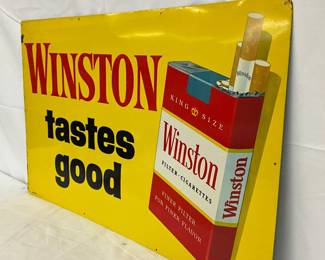 WINSTON
tastes
good
KING SIZE
Winston
FILTER-CIGARETTES
FINER FILTER
FOR FINER FLAVOR
Winston